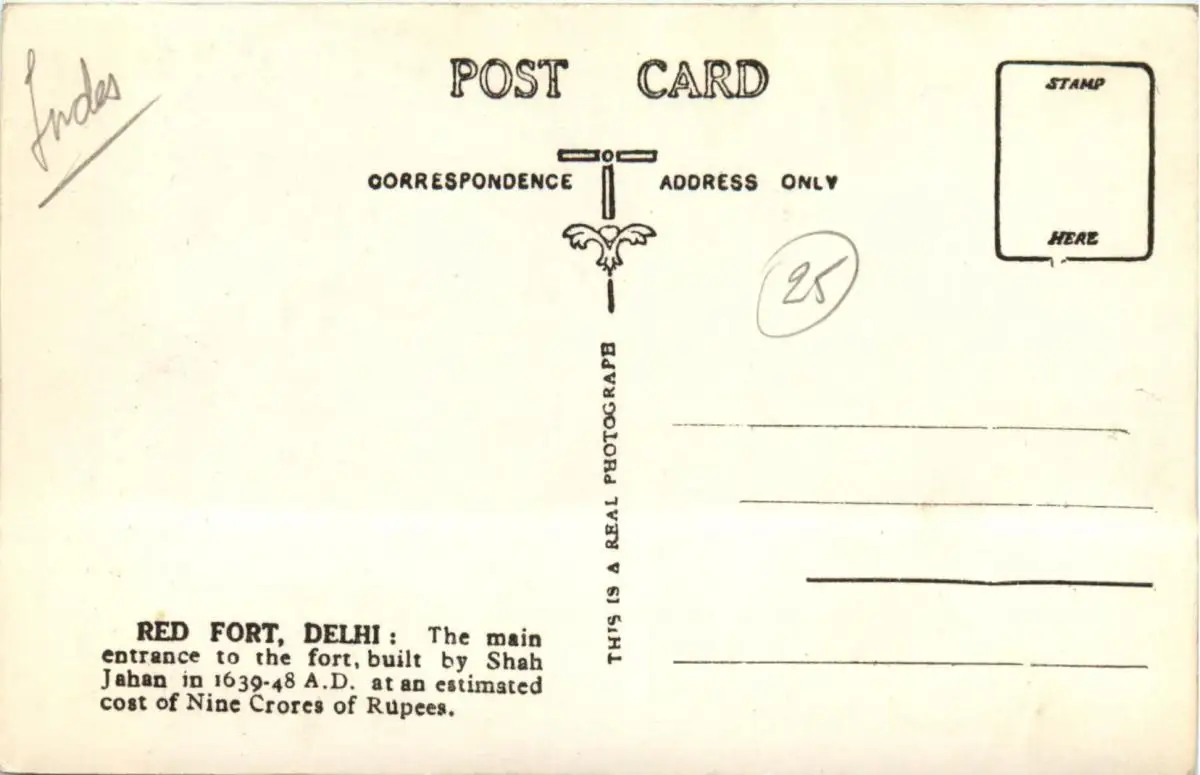 Indes
POST CARD
STAMP
HERE
CORRESPONDENCE
ADDRESS ONLY
25
THIS IS A REAL PHOTOGRAPH
RED FORT, DELHI : The main
entrance to the fort, built by Shah
Jahan in 1639-48 A.D. at an estimated
cost of Nine Crores of Rupees.